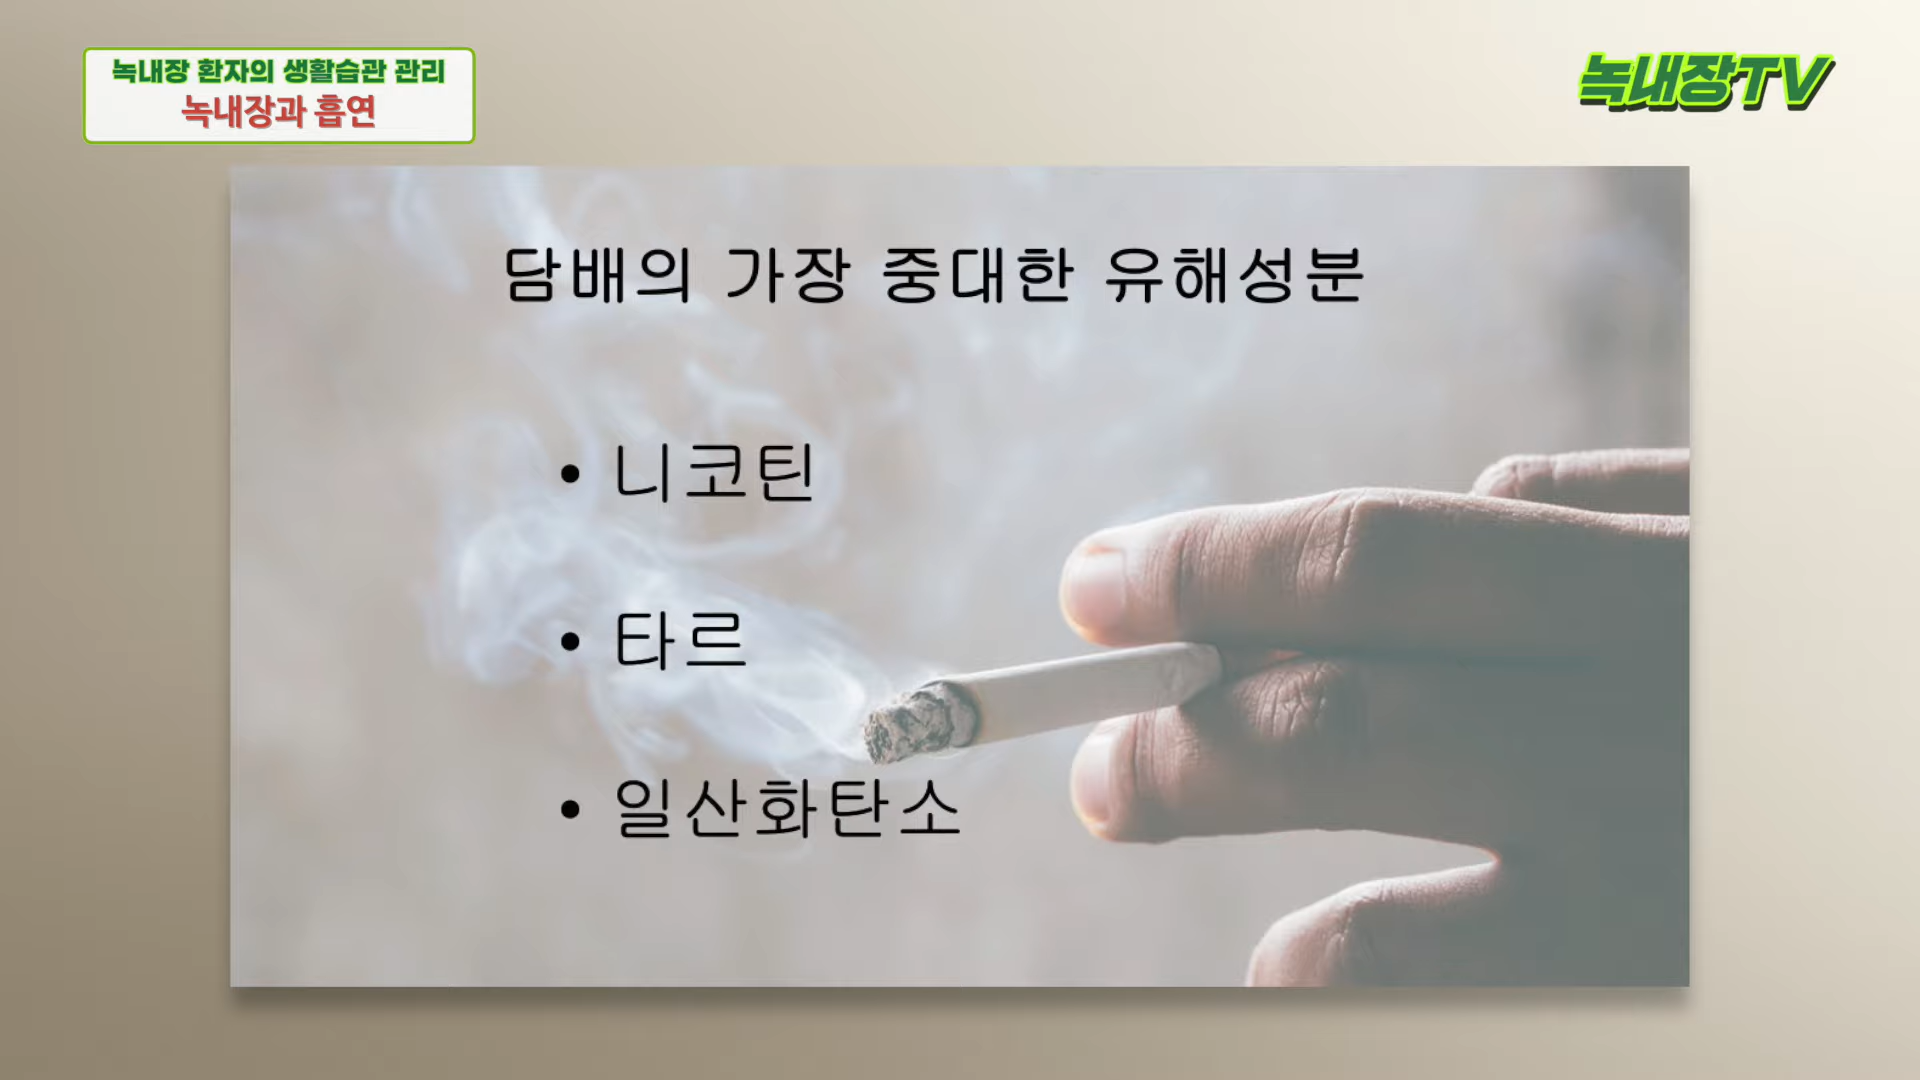 녹내장 환자의 생활습관 관리
녹내장과 흡연
녹내장TV
담배의 가장 중대한 유해성분
• 니코틴
• 타르
• 일산화탄소